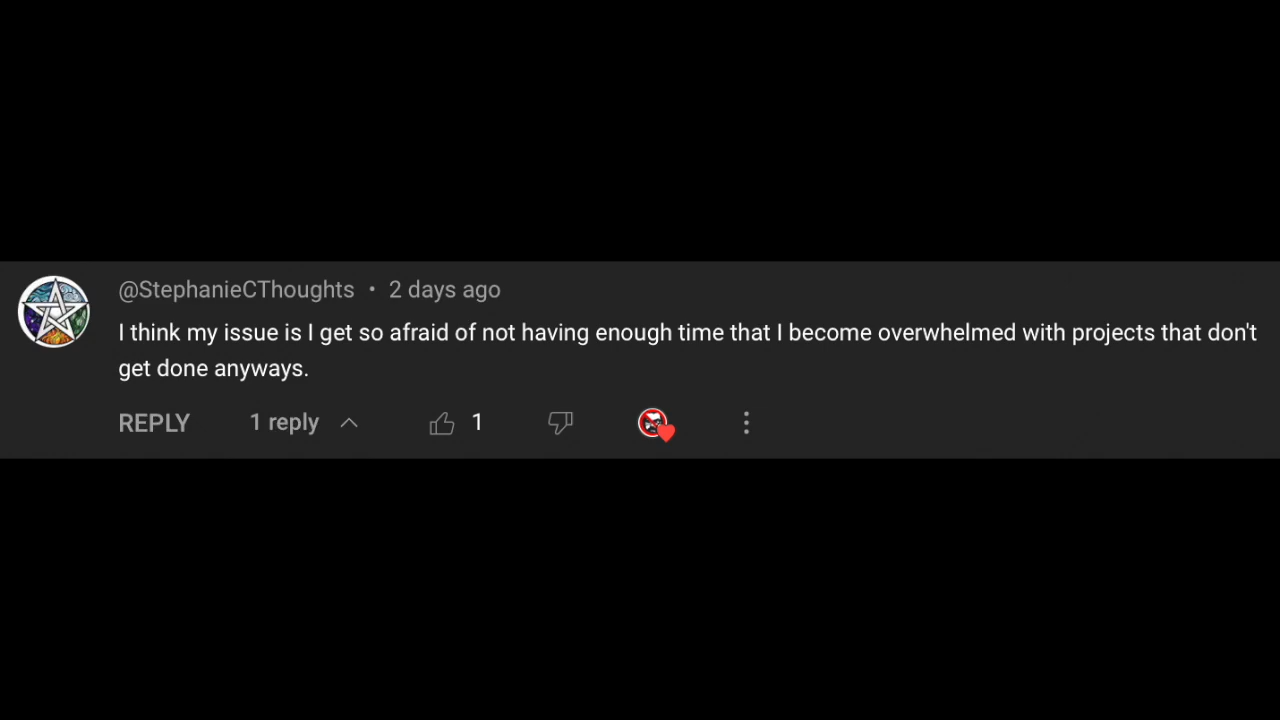 @StephanieCThoughts • 2 days ago
I think my issue is I get so afraid of not having enough time that I become overwhelmed with projects that don't
get done anyways.
REPLY 1 reply 1